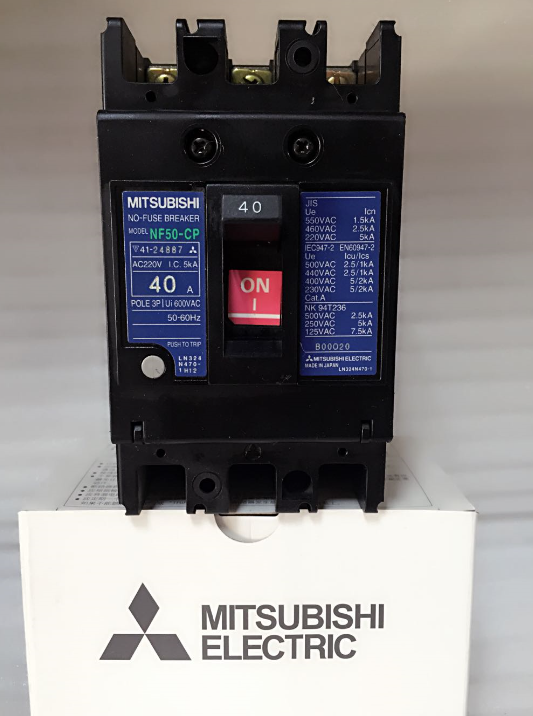 40
MITSUBISHI
NO-FUSE BREAKER
MODEL NF50-CP
41-24887
AC220V I.C. 5kA
40 A
POLE 3P Ui 600VAC
50-60Hz
PUSH TO TRIP
LN324
N470-
1H12
ON
I
JIS
Ue Icn
550VAC 1.5kA
460VAC 2.5kA
220VAC 5kA
IEC947-2 EN60947-2
Ue Icu/Ics
500VAC 2.5/1kA
440VAC 2.5/1kA
400VAC 5/2kA
230VAC 5/2kA
Cat.A
NK 94T236
500VAC 2.5kA
250VAC 5kA
125VAC 7.5kA
B00020
MITSUBISHI ELECTRIC
MADE IN JAPAN LN324N470-1
MITSUBISHI
ELECTRIC